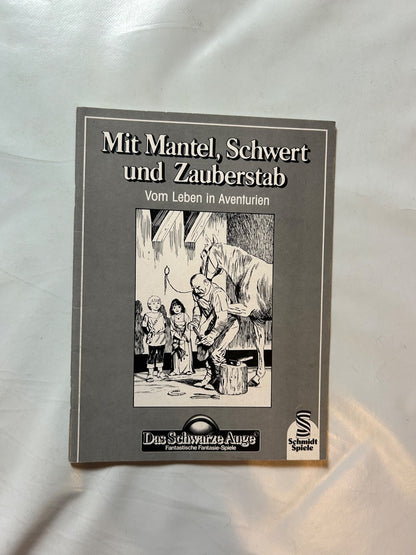 Mit Mantel, Schwert
und Zauberstab
Vom Leben in Aventurien
Das Schwarze Auge
Fantastische Fantasie-Spiele
Schmidt
Spiele